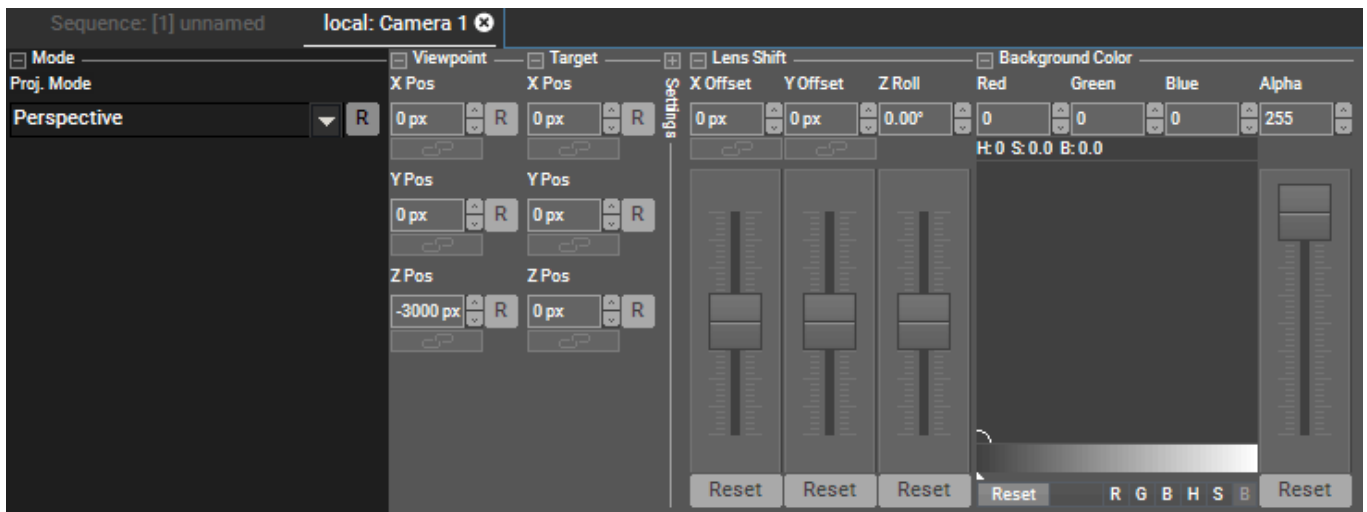 Sequence: [1] unnamed local: Camera 1
Mode Viewpoint Target Settings Lens Shift Background Color
Proj. Mode X Pos X Pos X Offset Y Offset Z Roll Red Green Blue Alpha
Perspective R 0 px R 0 px R 0 px 0 px 0.00° 0 0 0 255
H: 0 S: 0.0 B: 0.0
Y Pos Y Pos
0 px R 0 px R
Z Pos Z Pos
-3000 px R 0 px R
Reset Reset Reset Reset R G B H S B Reset